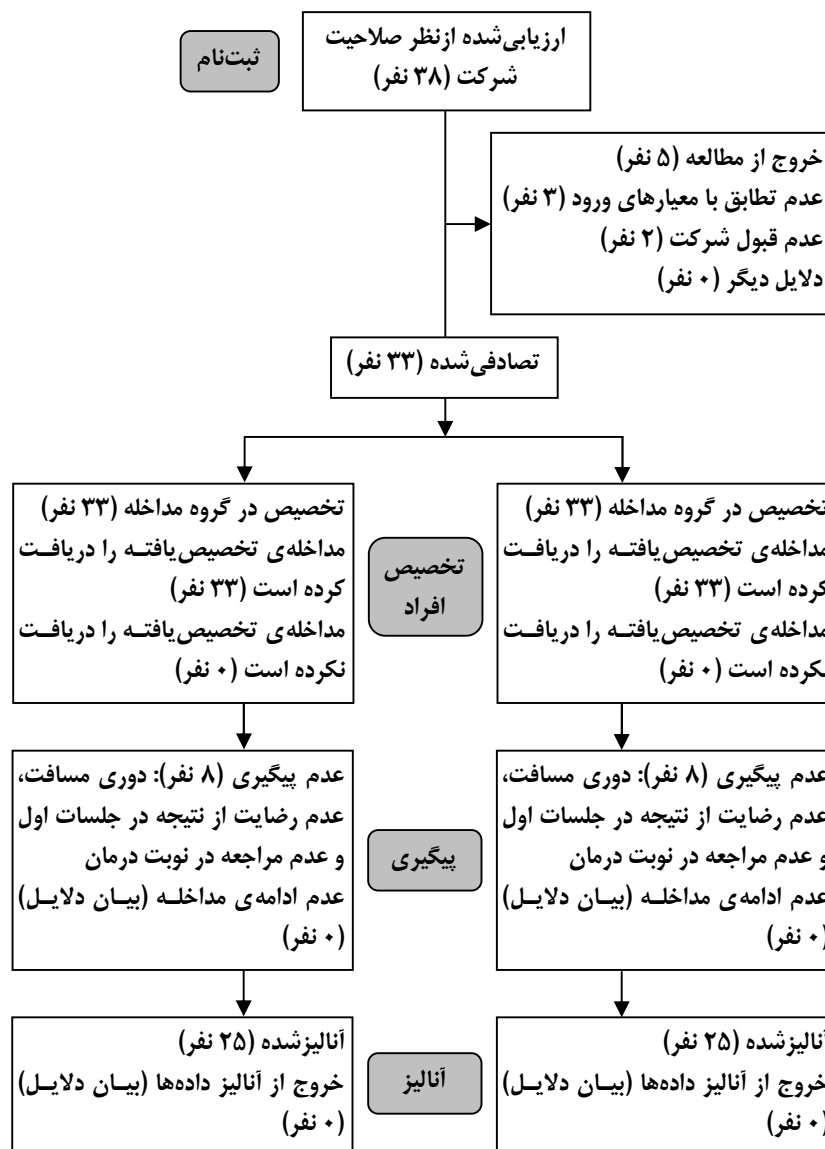 ارزیابی‌شده ازنظر صلاحیت
شرکت (۳۸ نفر)
ثبت‌نام
خروج از مطالعه (۵ نفر)
عدم تطابق با معیارهای ورود (۳ نفر)
عدم قبول شرکت (۲ نفر)
دلایل دیگر (۰ نفر)
تصادفی‌شده (۳۳ نفر)
تخصیص در گروه مداخله (۳۳ نفر)
مداخله‌ی تخصیص‌یافته را دریافت
کرده است (۳۳ نفر)
مداخله‌ی تخصیص‌یافته را دریافت
نکرده است (۰ نفر)
تخصیص
افراد
تخصیص در گروه مداخله (۳۳ نفر)
مداخله‌ی تخصیص‌یافته را دریافت
کرده است (۳۳ نفر)
مداخله‌ی تخصیص‌یافته را دریافت
نکرده است (۰ نفر)
عدم پیگیری (۸ نفر): دوری مسافت،
عدم رضایت از نتیجه در جلسات اول
و عدم مراجعه در نوبت درمان
عدم ادامه‌ی مداخله (بیان دلایل)
(۰ نفر)
پیگیری
عدم پیگیری (۸ نفر): دوری مسافت،
عدم رضایت از نتیجه در جلسات اول
و عدم مراجعه در نوبت درمان
عدم ادامه‌ی مداخله (بیان دلایل)
(۰ نفر)
آنالیزشده (۲۵ نفر)
خروج از آنالیز داده‌ها (بیان دلایل)
(۰ نفر)
آنالیز
آنالیزشده (۲۵ نفر)
خروج از آنالیز داده‌ها (بیان دلایل)
(۰ نفر)